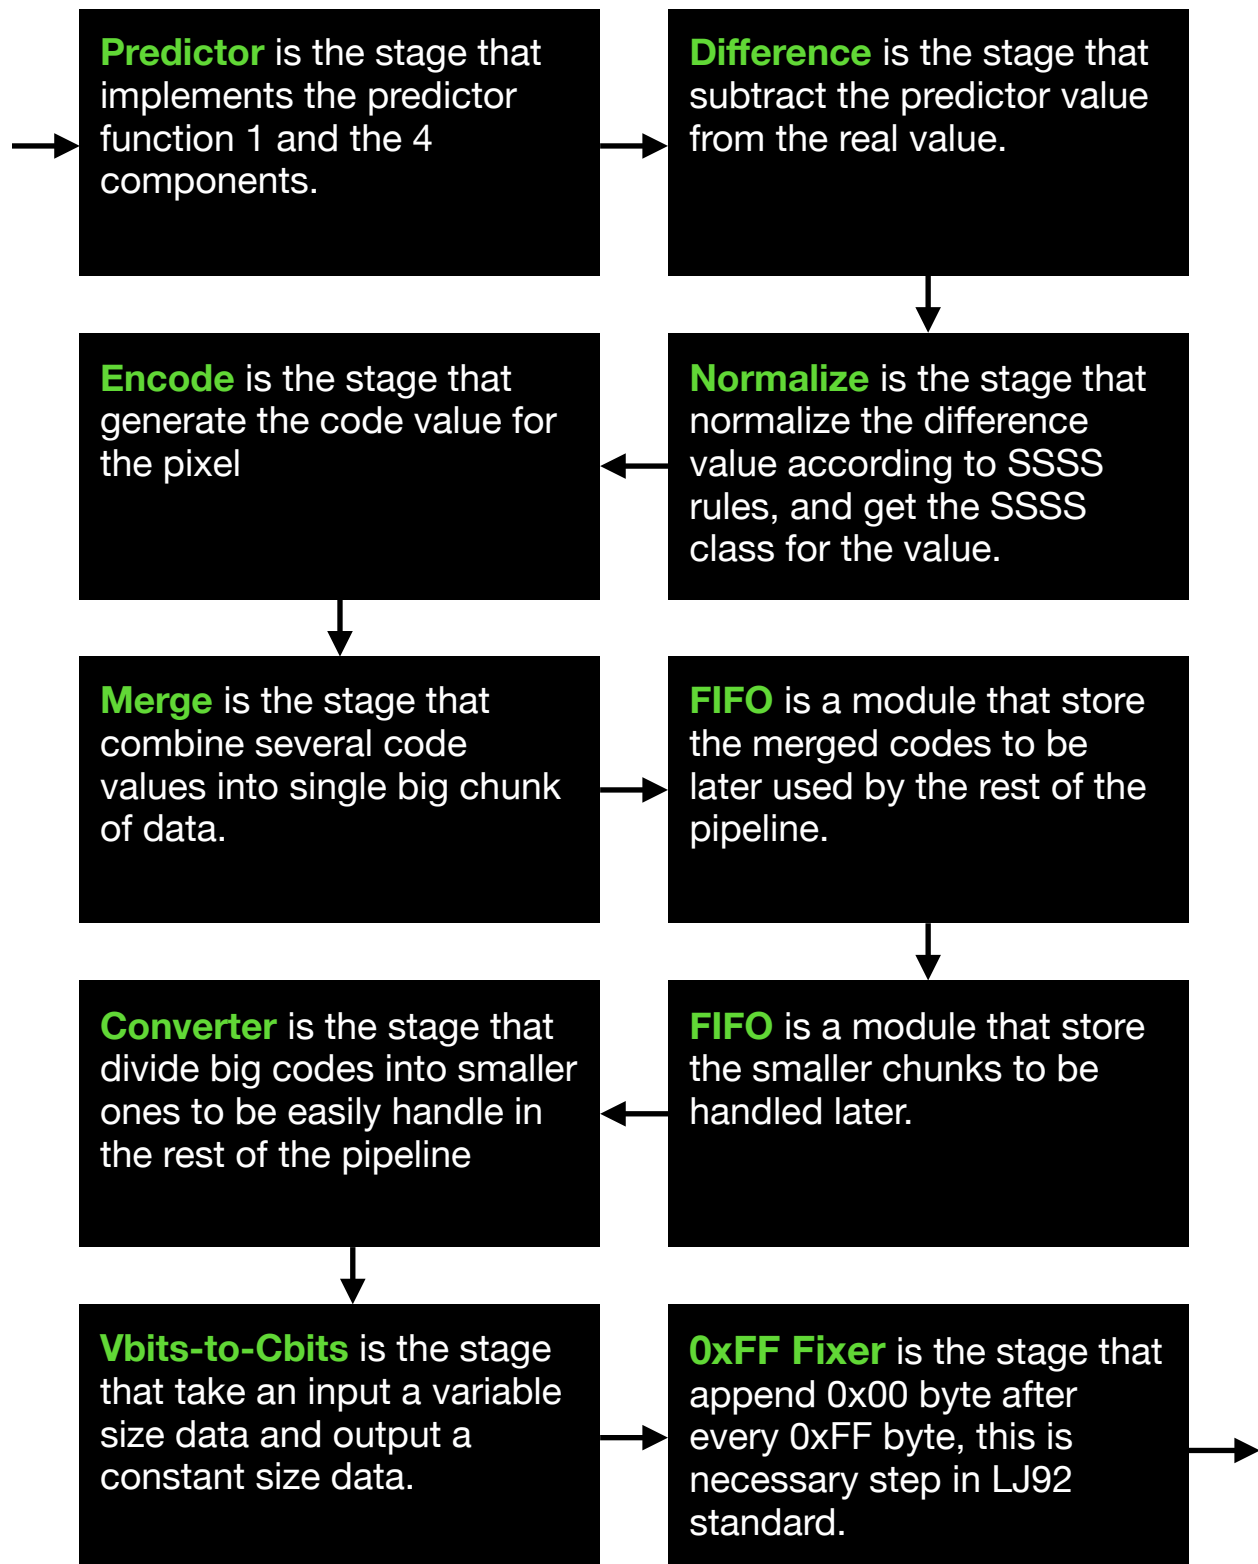 Predictor is the stage that
implements the predictor
function 1 and the 4
components.
Difference is the stage that
subtract the predictor value
from the real value.
Encode is the stage that
generate the code value for
the pixel
Normalize is the stage that
normalize the difference
value according to SSSS
rules, and get the SSSS
class for the value.
Merge is the stage that
combine several code
values into single big chunk
of data.
FIFO is a module that store
the merged codes to be
later used by the rest of the
pipeline.
Converter is the stage that
divide big codes into smaller
ones to be easily handle in
the rest of the pipeline
FIFO is a module that store
the smaller chunks to be
handled later.
Vbits-to-Cbits is the stage
that take an input a variable
size data and output a
constant size data.
0xFF Fixer is the stage that
append 0x00 byte after
every 0xFF byte, this is
necessary step in LJ92
standard.